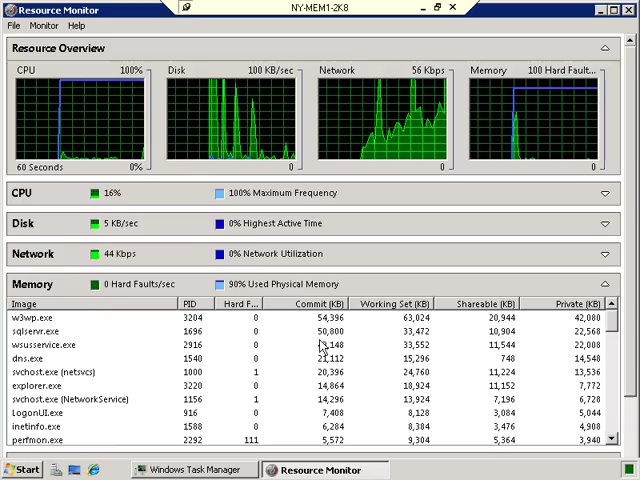 Resource Monitor
NY-MEM1-2K8
File Monitor Help
Resource Overview
CPU 100% Disk 100 KB/sec Network 56 Kbps Memory 100 Hard Fault...
60 Seconds 0% 0 0 0
CPU 16% 100% Maximum Frequency
Disk 5 KB/sec 0% Highest Active Time
Network 44 Kbps 0% Network Utilization
Memory 0 Hard Faults/sec 90% Used Physical Memory
Image PID Hard F... Commit (KB) Working Set (KB) Shareable (KB) Private (KB)
w3wp.exe 3204 0 54,396 63,024 20,944 42,080
sqlservr.exe 1696 0 50,800 33,472 10,904 22,568
wsusservice.exe 2916 0 33,552 11,544 22,008
dns.exe 1540 0 21,112 15,296 748 14,548
svchost.exe (netsvcs) 1000 1 20,396 24,760 11,224 13,536
explorer.exe 3220 0 14,864 18,924 11,152 7,772
svchost.exe (NetworkService) 1156 1 14,296 13,924 7,196 6,728
LogonUI.exe 916 0 7,408 8,128 3,084 5,044
inetinfo.exe 1588 0 6,284 8,384 3,476 4,908
perfmon.exe 2292 111 5,572 9,304 5,364 3,940
Start Windows Task Manager Resource Monitor